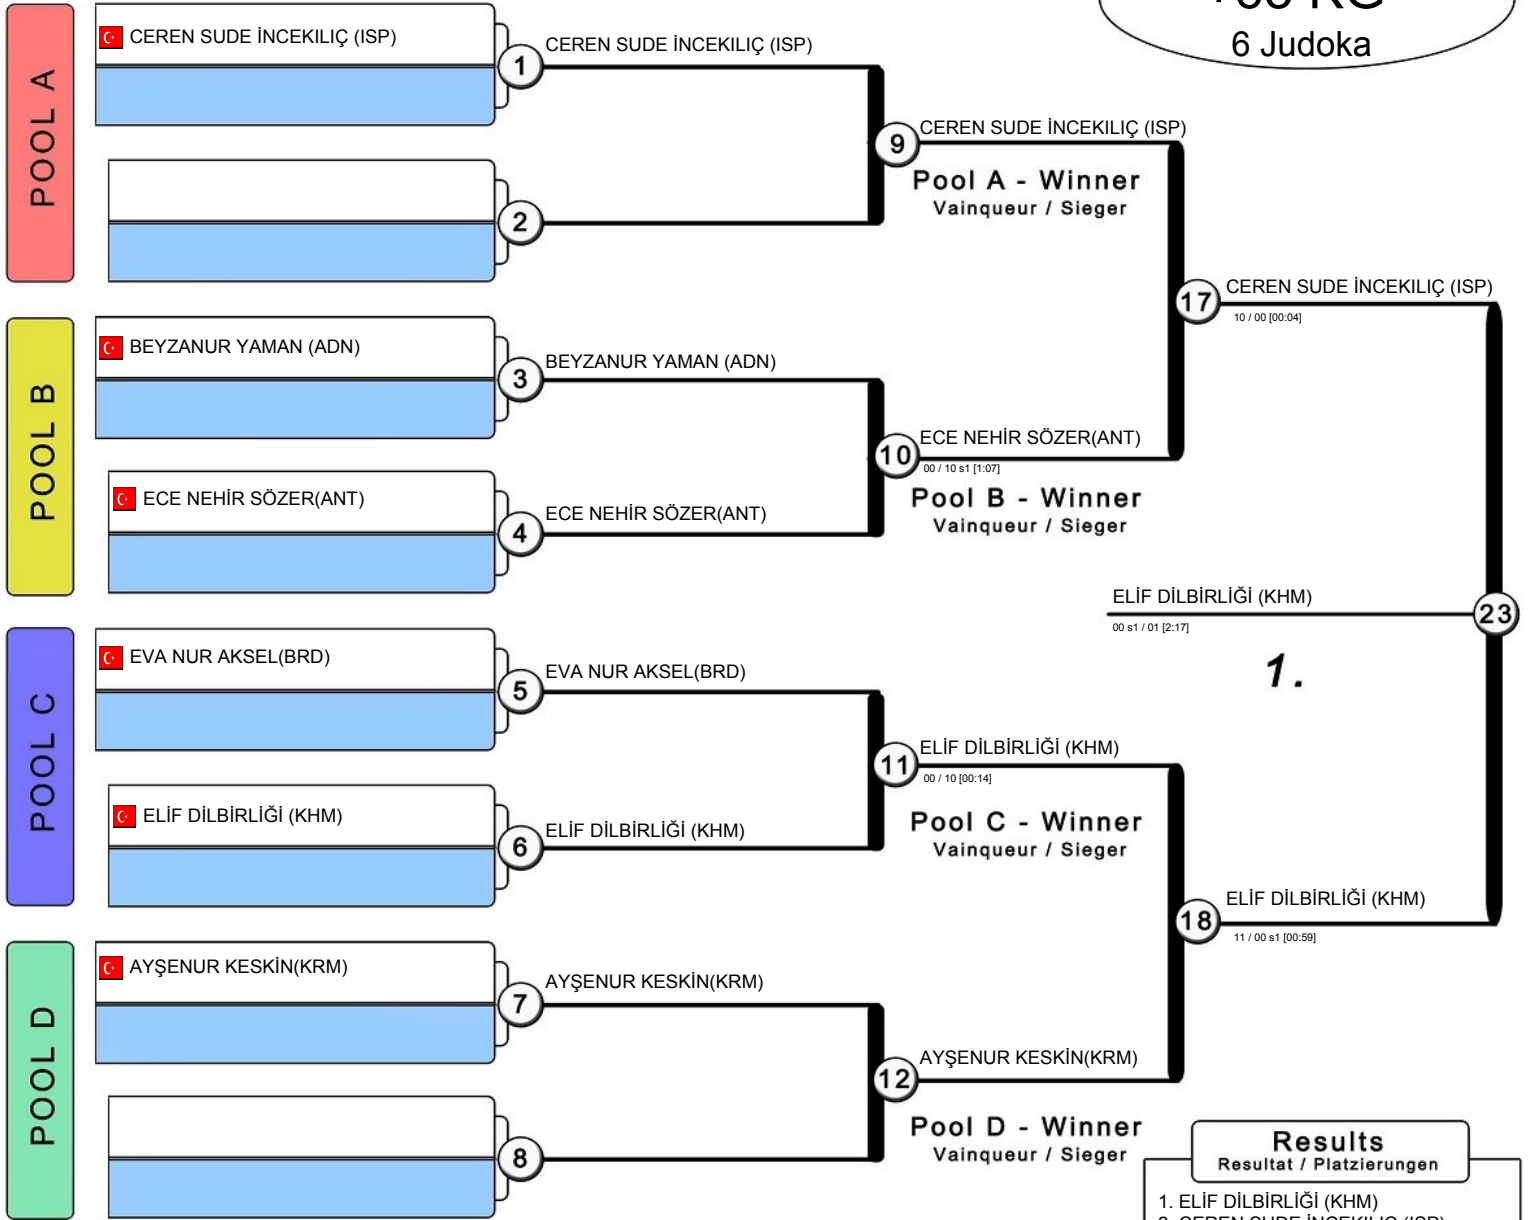 6 Judoka
POOL A
CEREN SUDE İNCEKILIÇ (ISP)
1
CEREN SUDE İNCEKILIÇ (ISP)
2
9
CEREN SUDE İNCEKILIÇ (ISP)
Pool A - Winner
Vainqueur / Sieger
17
CEREN SUDE İNCEKILIÇ (ISP)
10 / 00 [00:04]
POOL B
BEYZANUR YAMAN (ADN)
3
BEYZANUR YAMAN (ADN)
ECE NEHİR SÖZER(ANT)
4
ECE NEHİR SÖZER(ANT)
10
ECE NEHİR SÖZER(ANT)
00 / 10 s1 [1:07]
Pool B - Winner
Vainqueur / Sieger
ELİF DİLBİRLİĞİ (KHM)
00 s1 / 01 [2:17]
23
1.
POOL C
EVA NUR AKSEL(BRD)
5
EVA NUR AKSEL(BRD)
ELİF DİLBİRLİĞİ (KHM)
6
ELİF DİLBİRLİĞİ (KHM)
11
ELİF DİLBİRLİĞİ (KHM)
00 / 10 [00:14]
Pool C - Winner
Vainqueur / Sieger
18
ELİF DİLBİRLİĞİ (KHM)
11 / 00 s1 [00:59]
POOL D
AYŞENUR KESKİN(KRM)
7
AYŞENUR KESKİN(KRM)
8
12
AYŞENUR KESKİN(KRM)
Pool D - Winner
Vainqueur / Sieger
Results
Resultat / Platzierungen
1. ELİF DİLBİRLİĞİ (KHM)
2. CEREN SUDE İNCEKILIÇ (ISP)